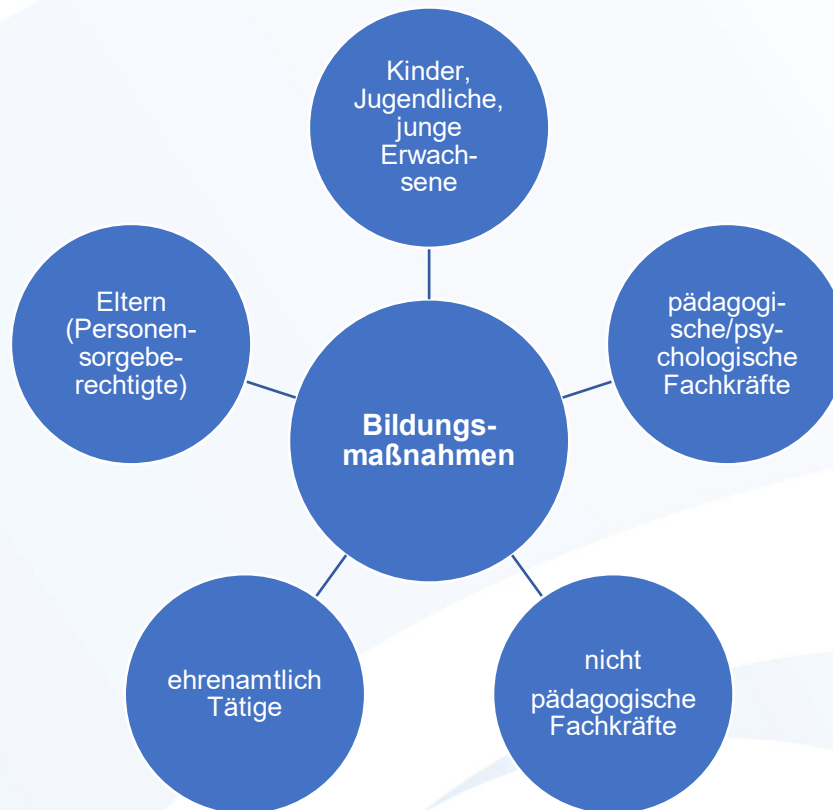 Kinder,
Jugendliche,
junge
Erwach-
sene
pädagogi-
sche/psy-
chologische
Fachkräfte
nicht
pädagogische
Fachkräfte
ehrenamtlich
Tätige
Eltern
(Personen-
sorgebe-
rechtigte)
Bildungs-
maßnahmen